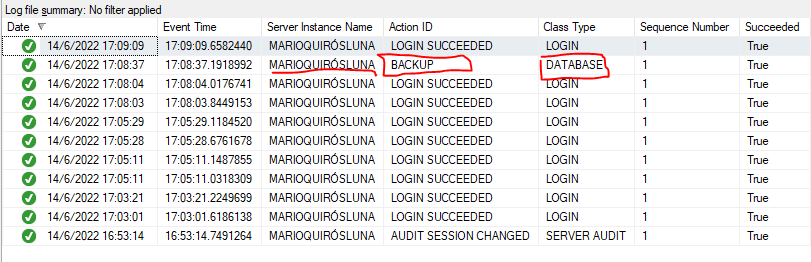 Log file summary: No filter applied
Date Event Time Server Instance Name Action ID Class Type Sequence Number Succeeded
14/6/2022 17:09:09 17:09:09.6582440 MARIOQUIRÓSLUNA LOGIN SUCCEEDED LOGIN 1 True
14/6/2022 17:08:37 17:08:37.1918992 MARIOQUIRÓSLUNA BACKUP DATABASE 1 True
14/6/2022 17:08:04 17:08:04.0176741 MARIOQUIRÓSLUNA LOGIN SUCCEEDED LOGIN 1 True
14/6/2022 17:08:03 17:08:03.8449153 MARIOQUIRÓSLUNA LOGIN SUCCEEDED LOGIN 1 True
14/6/2022 17:05:29 17:05:29.1184520 MARIOQUIRÓSLUNA LOGIN SUCCEEDED LOGIN 1 True
14/6/2022 17:05:28 17:05:28.6761678 MARIOQUIRÓSLUNA LOGIN SUCCEEDED LOGIN 1 True
14/6/2022 17:05:11 17:05:11.1487855 MARIOQUIRÓSLUNA LOGIN SUCCEEDED LOGIN 1 True
14/6/2022 17:05:11 17:05:11.0318309 MARIOQUIRÓSLUNA LOGIN SUCCEEDED LOGIN 1 True
14/6/2022 17:03:21 17:03:21.2249699 MARIOQUIRÓSLUNA LOGIN SUCCEEDED LOGIN 1 True
14/6/2022 17:03:01 17:03:01.6186138 MARIOQUIRÓSLUNA LOGIN SUCCEEDED LOGIN 1 True
14/6/2022 16:53:14 16:53:14.7491264 MARIOQUIRÓSLUNA AUDIT SESSION CHANGED SERVER AUDIT 1 True